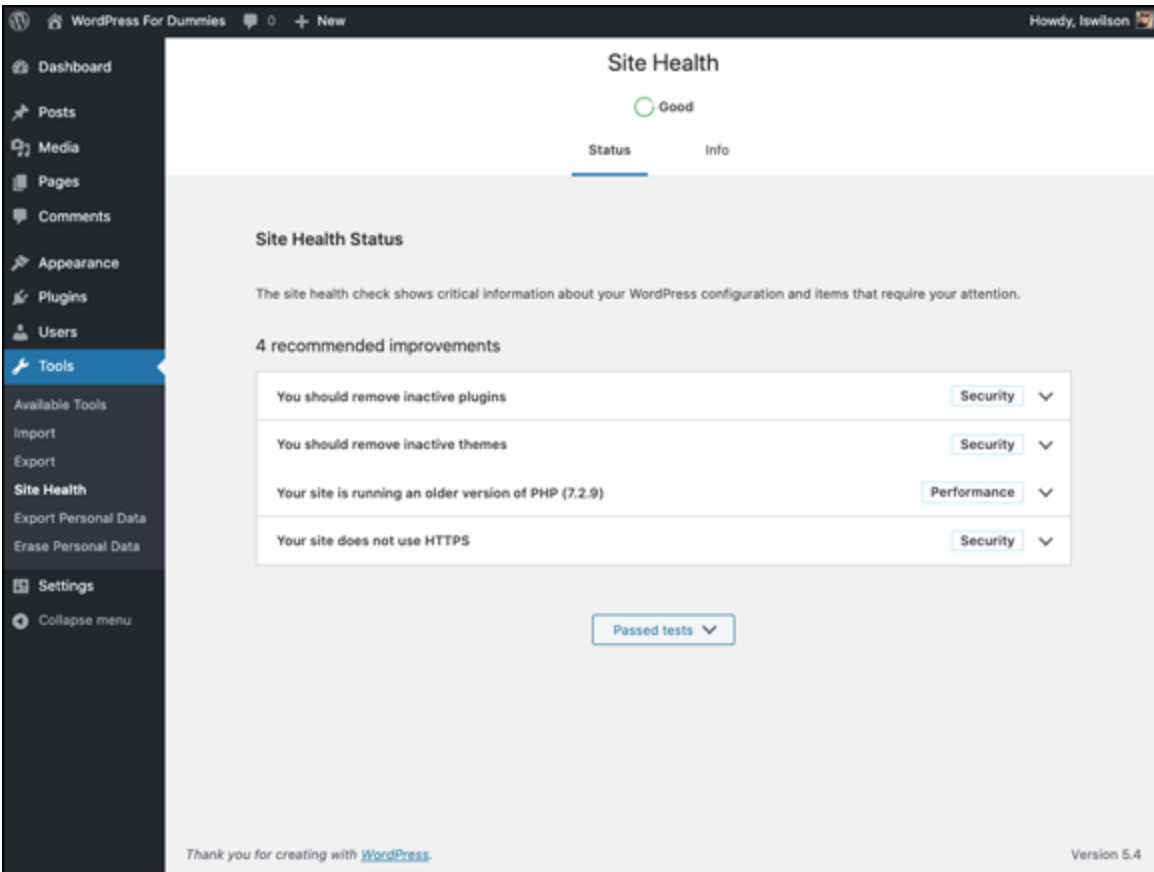 WordPress For Dummies 0 + New Howdy, lswilson
Dashboard
Posts
Media
Pages
Comments
Appearance
Plugins
Users
Tools
Available Tools
Import
Export
Site Health
Export Personal Data
Erase Personal Data
Settings
Collapse menu
Site Health
Good
Status Info
Site Health Status
The site health check shows critical information about your WordPress configuration and items that require your attention.
4 recommended improvements
You should remove inactive plugins Security
You should remove inactive themes Security
Your site is running an older version of PHP (7.2.9) Performance
Your site does not use HTTPS Security
Passed tests
Thank you for creating with WordPress. Version 5.4